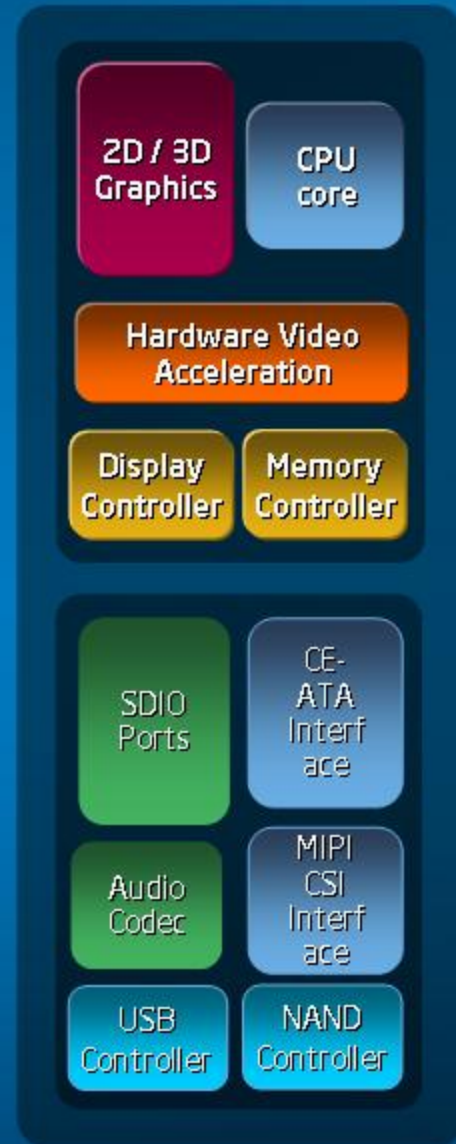 2D / 3D
Graphics
CPU
core
Hardware Video
Acceleration
Display
Controller
Memory
Controller
SDIO
Ports
CE-
ATA
Interf
ace
Audio
Codec
MIPI
CSI
Interf
ace
USB
Controller
NAND
Controller